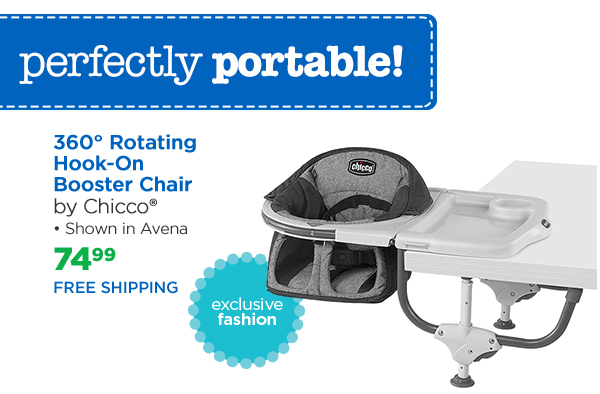 perfectly portable!
360° Rotating
Hook-On
Booster Chair
by Chicco®
• Shown in Avena
74⁹⁹
FREE SHIPPING
exclusive
fashion
chicco